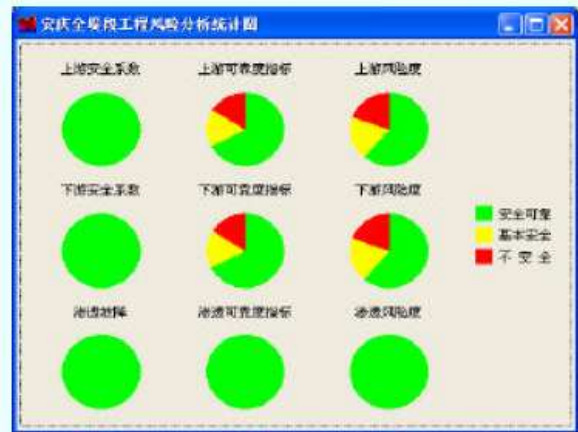 安庆全堤段工程风险分析统计图
上游安全系数 上游可靠度指标 上游风险度
下游安全系数 下游可靠度指标 下游风险度
安全可靠
基本安全
不 安 全
渗透坡降 渗透可靠度指标 渗透风险度